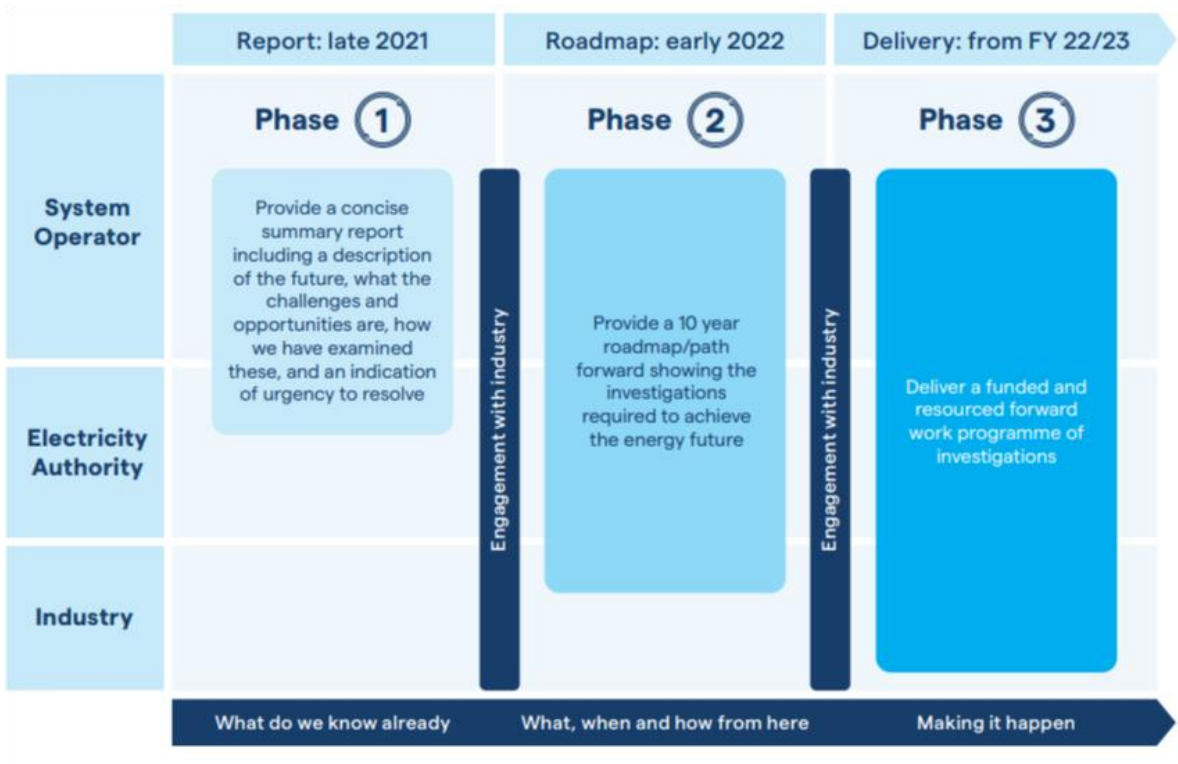 Report: late 2021
Roadmap: early 2022
Delivery: from FY 22/23
Phase 1
Phase 2
Phase 3
System
Operator
Electricity
Authority
Industry
Provide a concise
summary report
including a description
of the future, what the
challenges and
opportunities are, how
we have examined
these, and an indication
of urgency to resolve
Engagement with industry
Provide a 10 year
roadmap/path
forward showing the
investigations
required to achieve
the energy future
Engagement with industry
Deliver a funded and
resourced forward
work programme of
investigations
What do we know already
What, when and how from here
Making it happen